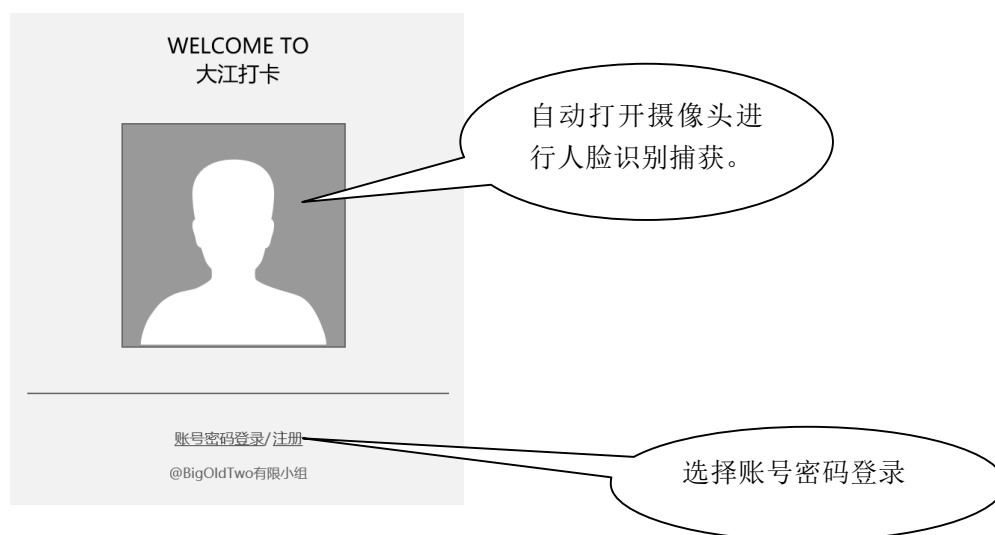 WELCOME TO
大江打卡
自动打开摄像头进
行人脸识别捕获。
账号密码登录/注册
@BigOldTwo有限小组
选择账号密码登录